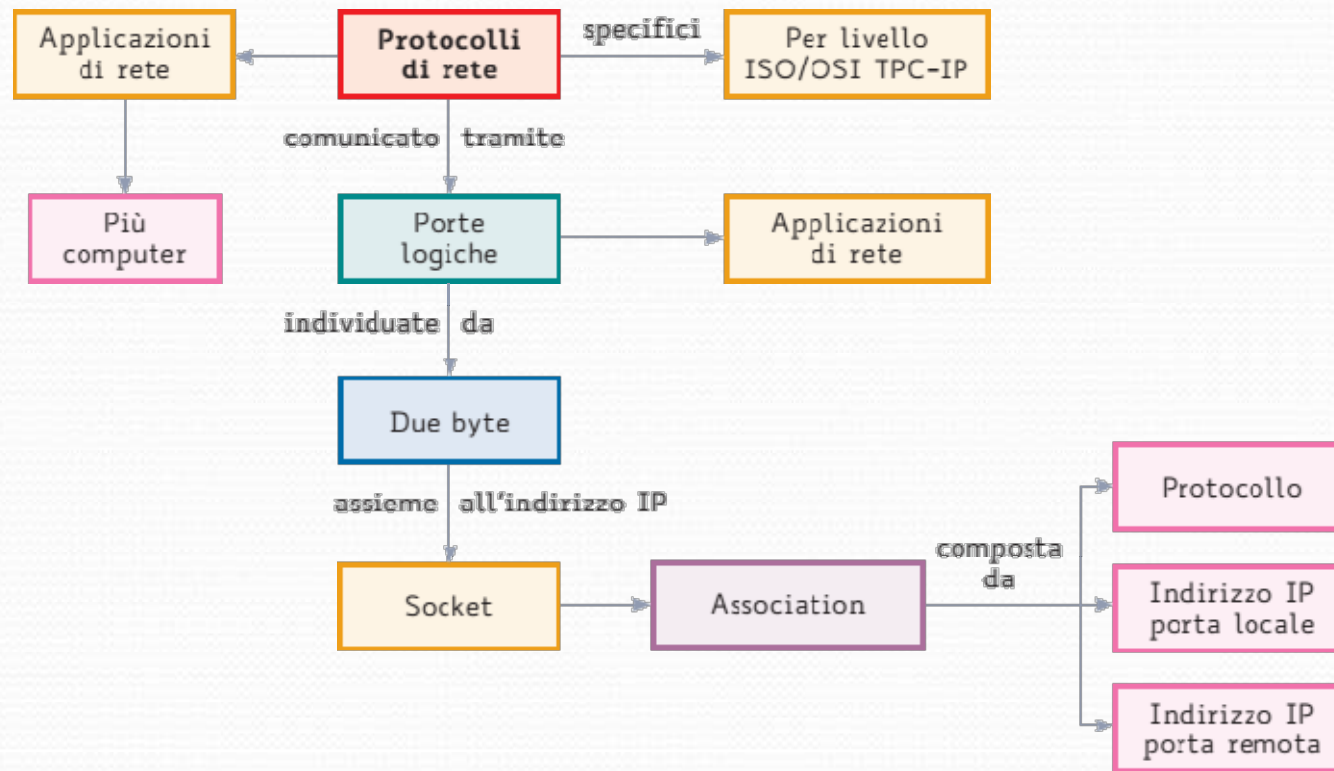 Applicazioni
di rete
Protocolli
di rete
specifici
Per livello
ISO/OSI TPC-IP
comunicato tramite
Più
computer
Porte
logiche
Applicazioni
di rete
individuate da
Due byte
assieme all'indirizzo IP
Socket
Association
composta
da
Protocollo
Indirizzo IP
porta locale
Indirizzo IP
porta remota